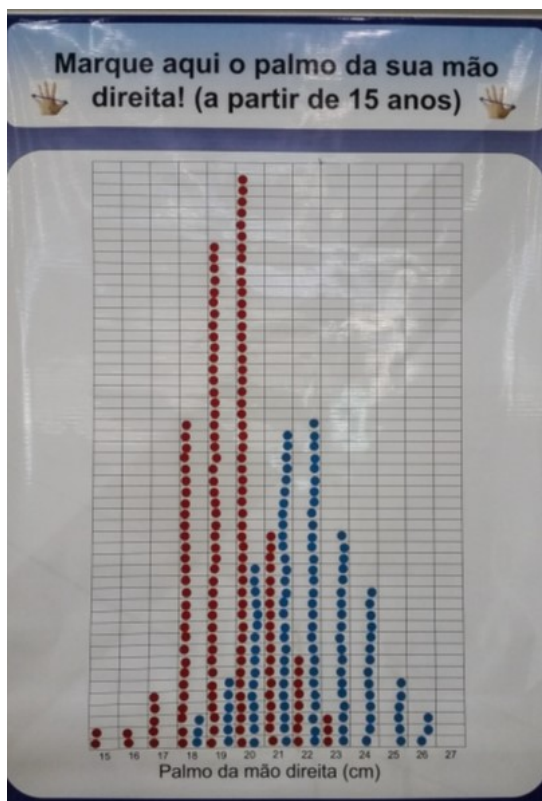 Marque aqui o palmo da sua mão
direita! (a partir de 15 anos)
15 16 17 18 19 20 21 22 23 24 25 26 27
Palmo da mão direita (cm)